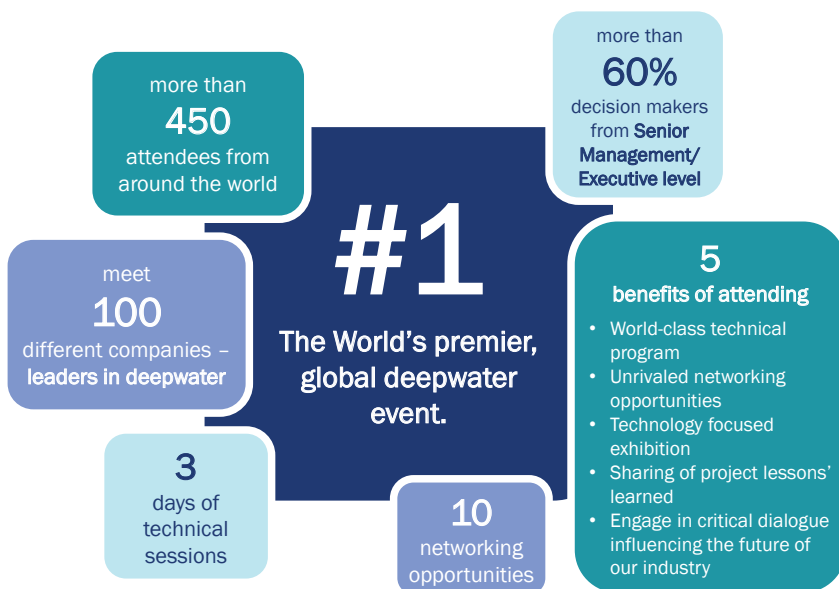 more than
450
attendees from
around the world
more than
60%
decision makers
from Senior
Management/
Executive level
#1
The World's premier,
global deepwater
event.
meet
100
different companies –
leaders in deepwater
5
benefits of attending
• World-class technical
program
• Unrivaled networking
opportunities
• Technology focused
exhibition
• Sharing of project lessons’
learned
• Engage in critical dialogue
influencing the future of
our industry
3
days of
technical
sessions
10
networking
opportunities